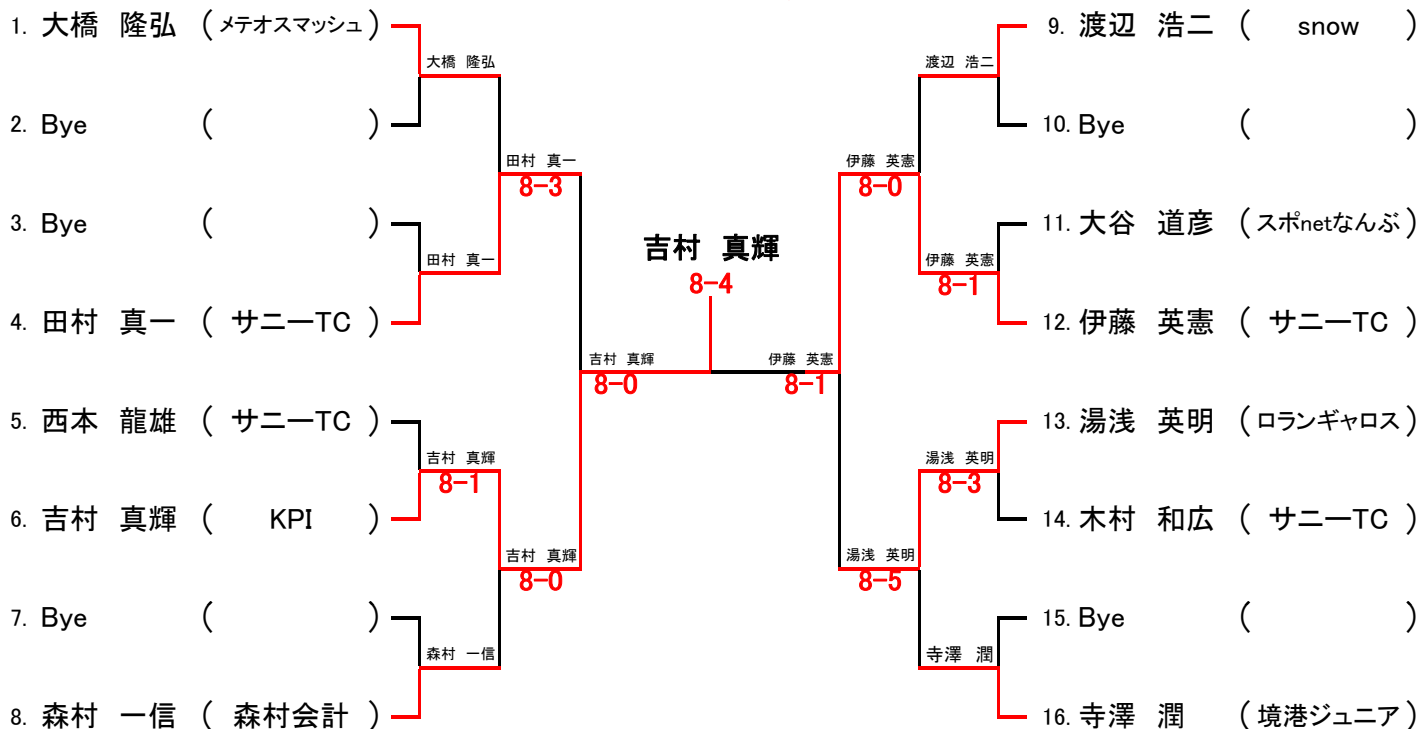 1. 大橋 隆弘 (メテオスマッシュ)
大橋 隆弘
2. Bye ( )
田村 真一
8-3
3. Bye ( )
田村 真一
4. 田村 真一 ( サニーTC )
吉村 真輝
8-0
5. 西本 龍雄 ( サニーTC )
吉村 真輝
8-1
6. 吉村 真輝 ( KPI )
吉村 真輝
8-0
7. Bye ( )
森村 一信
8. 森村 一信 ( 森村会計 )
吉村 真輝
8-4
9. 渡辺 浩二 ( snow )
渡辺 浩二
10. Bye ( )
伊藤 英憲
8-0
11. 大谷 道彦 (スポnetなんぶ)
伊藤 英憲
8-1
12. 伊藤 英憲 ( サニーTC )
伊藤 英憲
8-1
13. 湯浅 英明 (ロランギャロス)
湯浅 英明
8-3
14. 木村 和広 ( サニーTC )
湯浅 英明
8-5
15. Bye ( )
寺澤 潤
16. 寺澤 潤 (境港ジュニア)